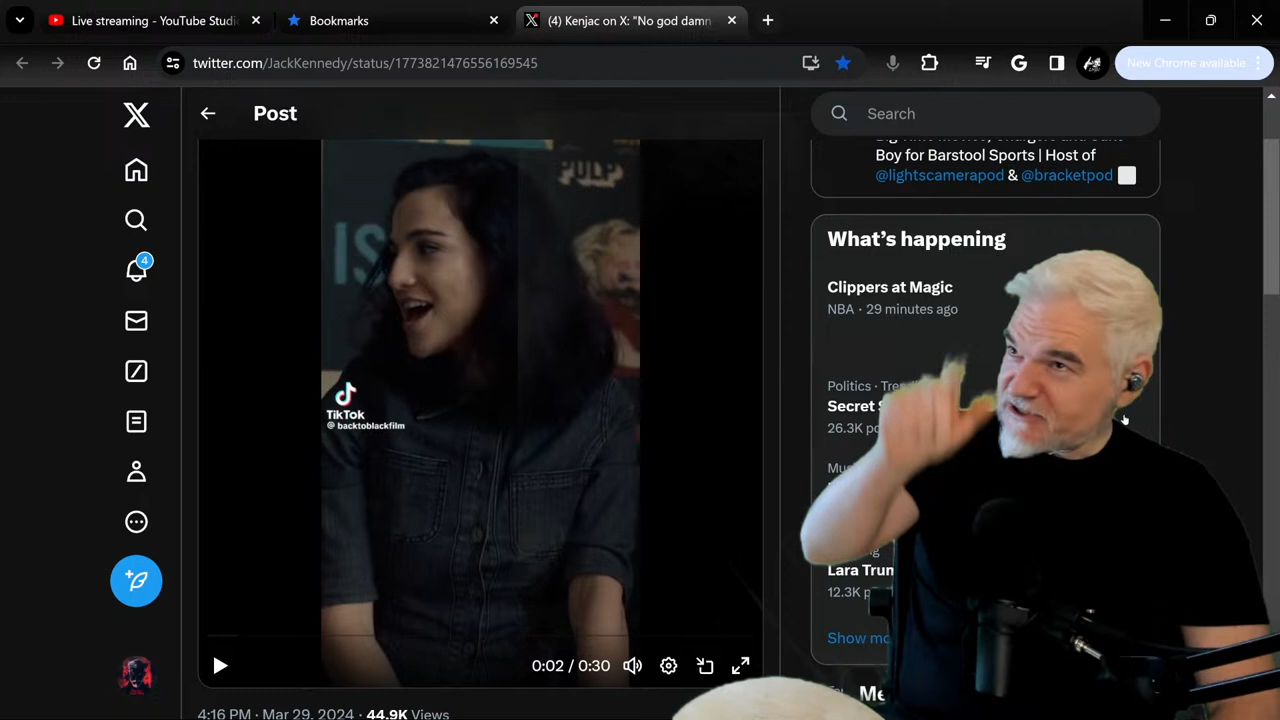 Live streaming - YouTube Studi
Bookmarks
(4) Kenjac on X: "No god damn
twitter.com/JackKennedy/status/1773821476556169545
New Chrome available
Post
Search
Boy for Barstool Sports | Host of
@lightscamerapod & @bracketpod
What's happening
Clippers at Magic
NBA · 29 minutes ago
Politics
Secret
26.3K
Lara Trun
12.3K
Show
4
PULP
IS
TikTok
@ backtoblackfilm
0:02 / 0:30
4:16 PM · Mar 29, 2024 · 44.9K Views